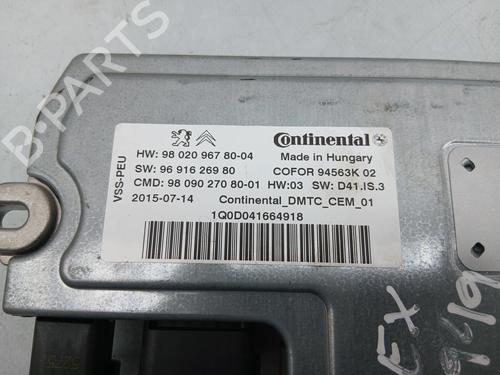 B-PARTS
VSS-PEU
Continental
HW: 98 020 967 80-04
Made in Hungary
SW: 96 916 269 80
COFOR 94563K 02
CMD: 98 090 270 80-01
HW:03 SW: D41.IS.3
2015-07-14
Continental_DMTC_CEM_01
1Q0D041664918
EX